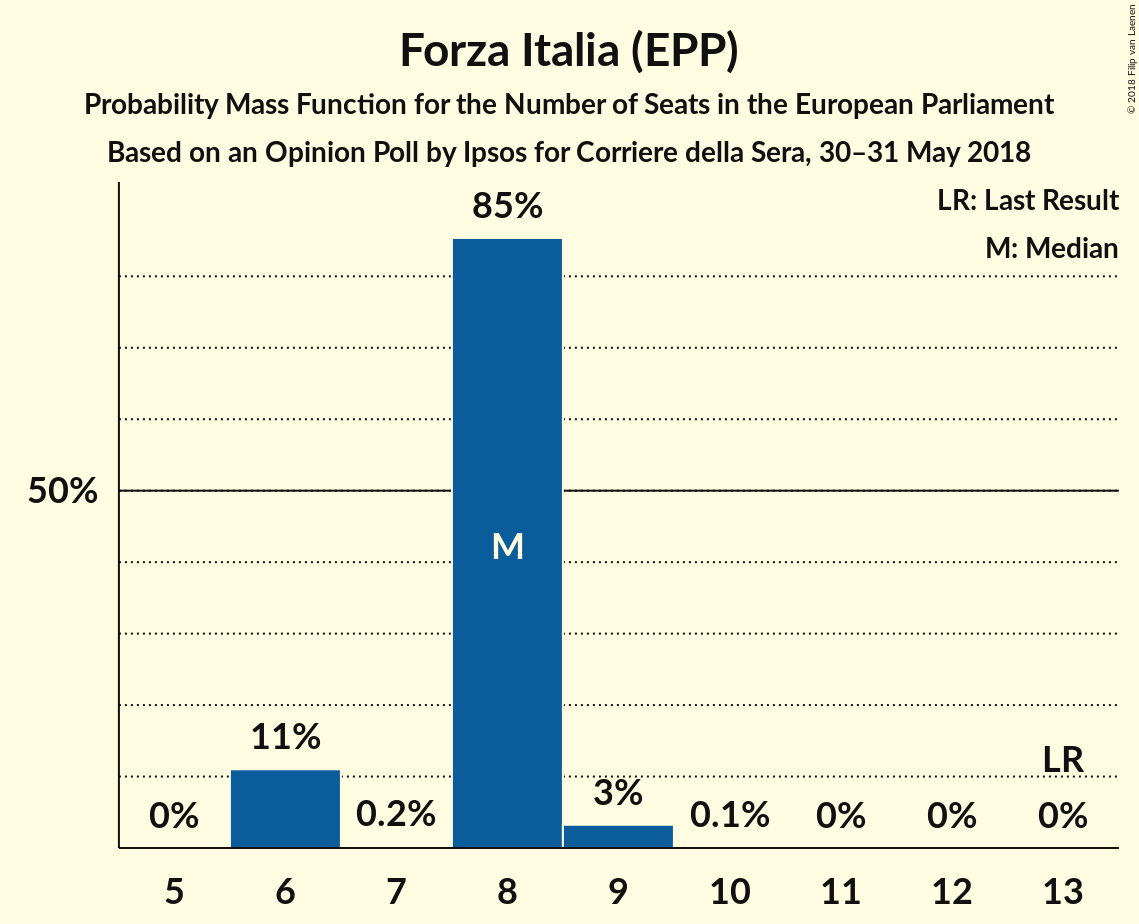 Forza Italia (EPP)
Probability Mass Function for the Number of Seats in the European Parliament
Based on an Opinion Poll by Ipsos for Corriere della Sera, 30–31 May 2018
© 2018 Filip van Laenen
LR: Last Result
M: Median
85%
50%
M
11%
LR
0%
0.2%
3%
0.1%
0%
0%
0%
5 6 7 8 9 10 11 12 13